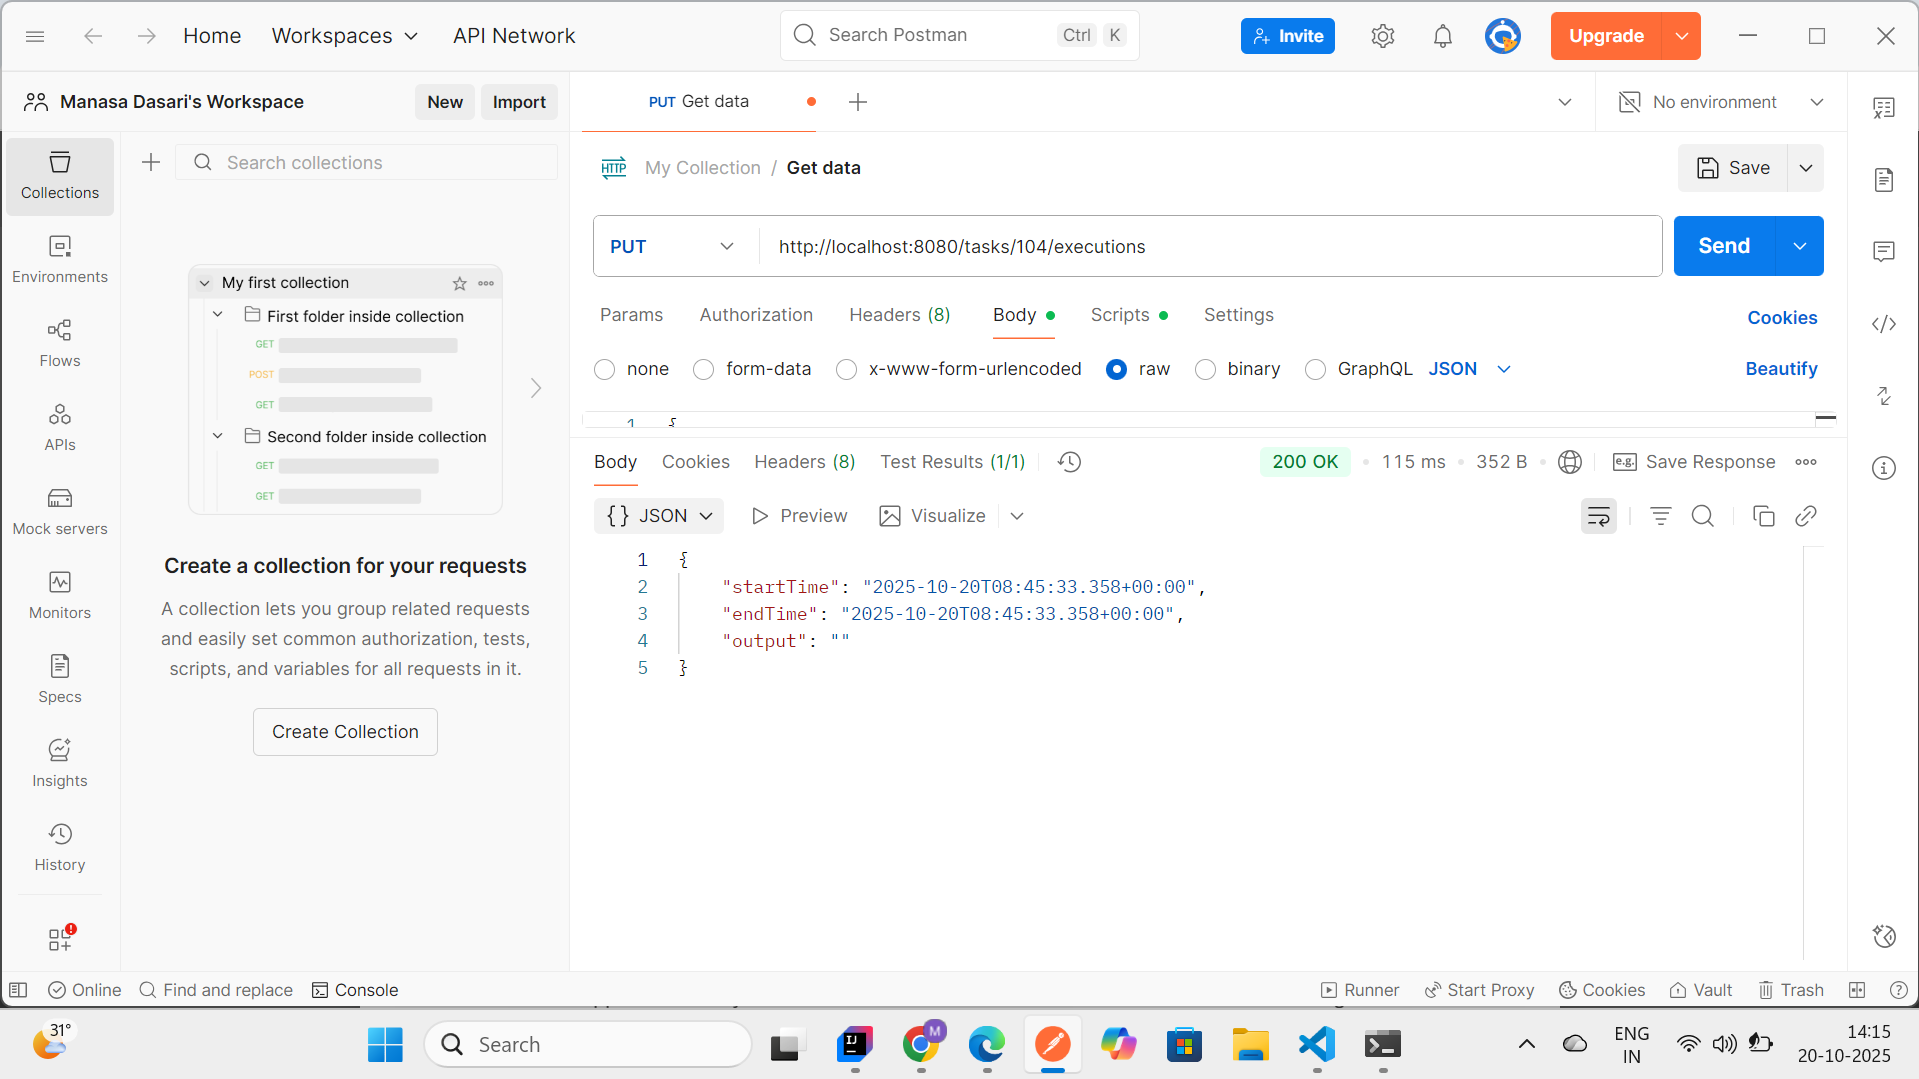 Home Workspaces API Network Search Postman Ctrl K Invite Upgrade
Manasa Dasari's Workspace New Import PUT Get data No environment
Collections
Search collections
HTTP My Collection / Get data Save
PUT http://localhost:8080/tasks/104/executions Send
Environments
Params Authorization Headers (8) Body Scripts Settings Cookies
none form-data x-www-form-urlencoded raw binary GraphQL JSON Beautify
1 {
Flows
APIs
Mock servers
Monitors
Specs
Insights
History
My first collection
First folder inside collection
GET
POST
GET
Second folder inside collection
GET
GET
Create a collection for your requests
A collection lets you group related requests
and easily set common authorization, tests,
scripts, and variables for all requests in it.
Create Collection
Body Cookies Headers (8) Test Results (1/1) 200 OK 115 ms 352 B e.g. Save Response
{} JSON Preview Visualize
1 {
2 "startTime": "2025-10-20T08:45:33.358+00:00",
3 "endTime": "2025-10-20T08:45:33.358+00:00",
4 "output": ""
5 }
Online Find and replace Console Runner Start Proxy Cookies Vault Trash
31° Search IJ M ENG 14:15
IN 20-10-2025